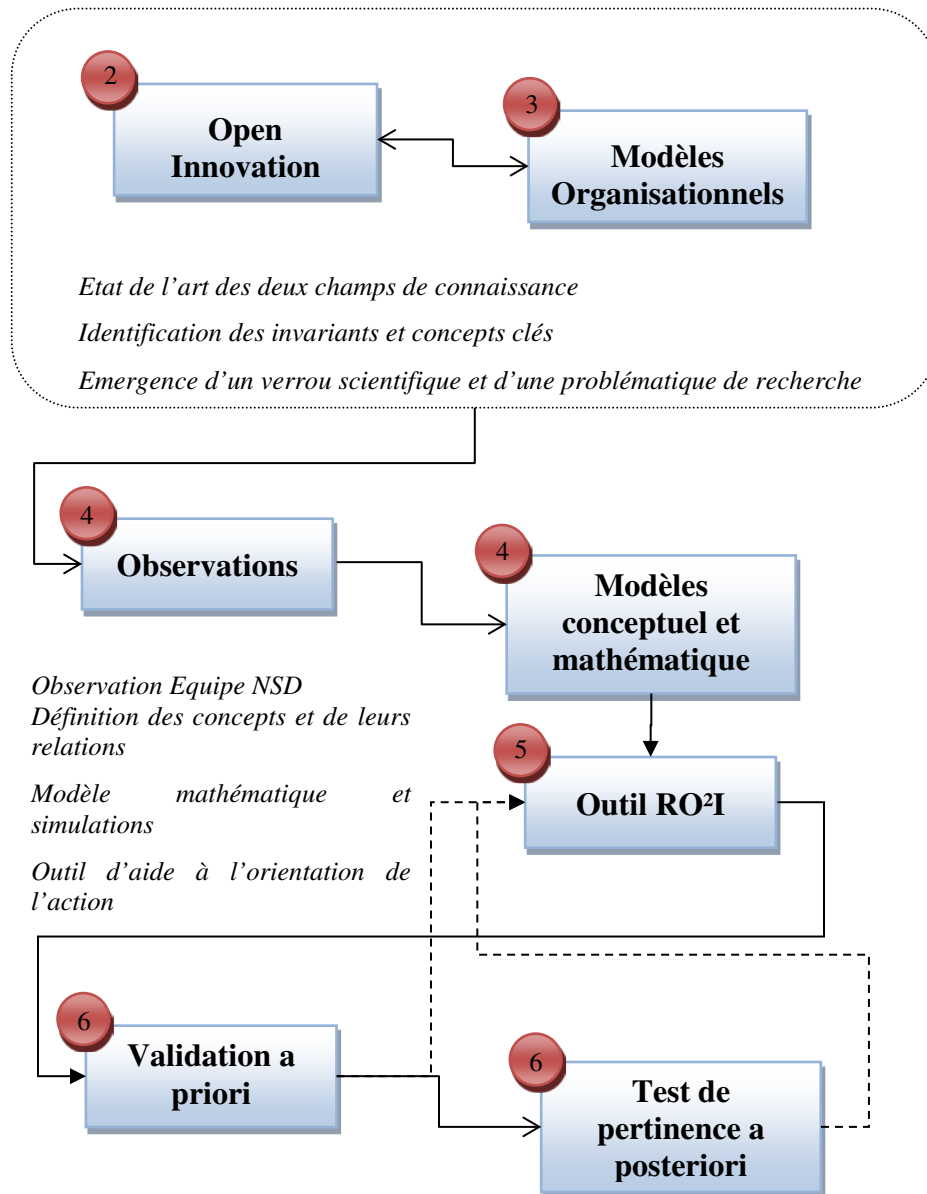 2
Open
Innovation
3
Modèles
Organisationnels
Etat de l’art des deux champs de connaissance
Identification des invariants et concepts clés
Emergence d’un verrou scientifique et d’une problématique de recherche
4
Observations
4
Modèles
conceptuel et
mathématique
Observation Equipe NSD
Définition des concepts et de leurs
relations
Modèle mathématique et
simulations
Outil d’aide à l’orientation de
l’action
5
Outil RO²I
6
Validation a
priori
6
Test de
pertinence a
posteriori